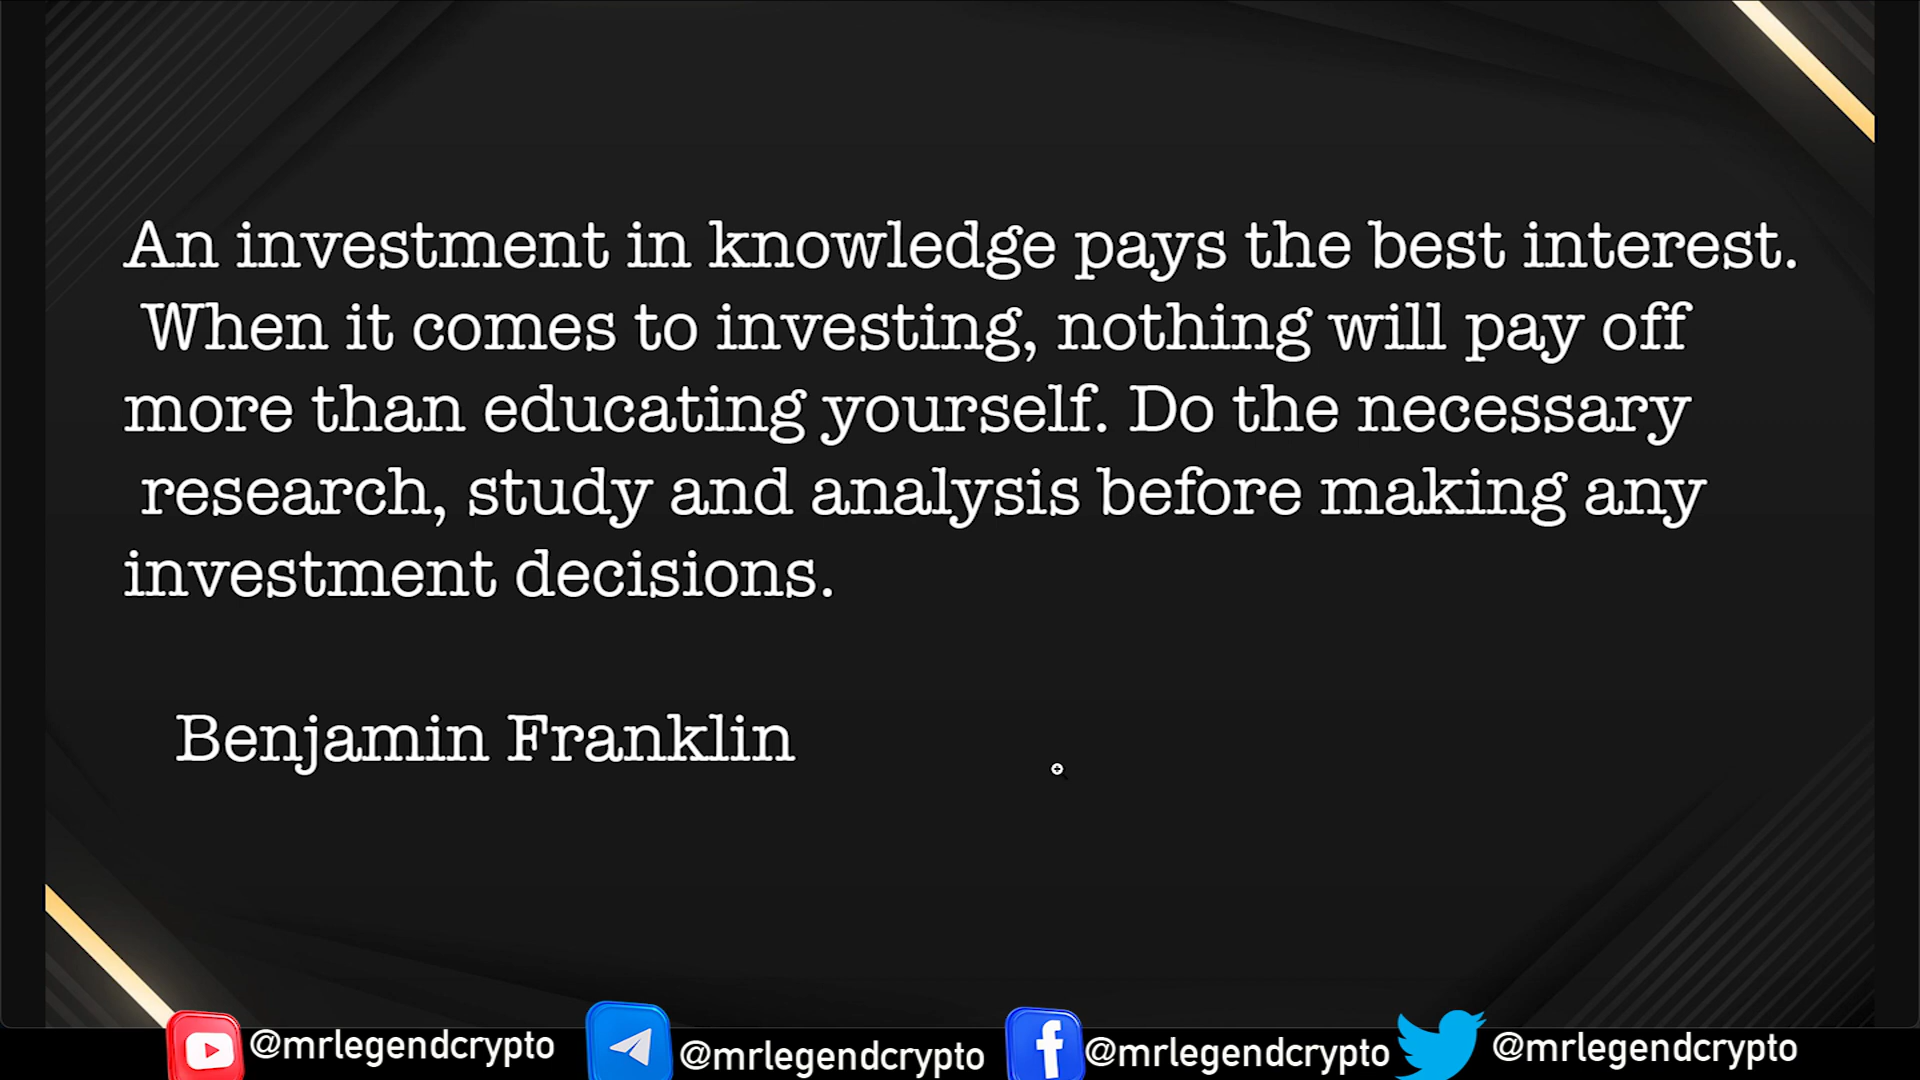 An investment in knowledge pays the best interest.
When it comes to investing, nothing will pay off
more than educating yourself. Do the necessary
research, study and analysis before making any
investment decisions.
Benjamin Franklin
@mrlegendcrypto @mrlegendcrypto @mrlegendcrypto @mrlegendcrypto